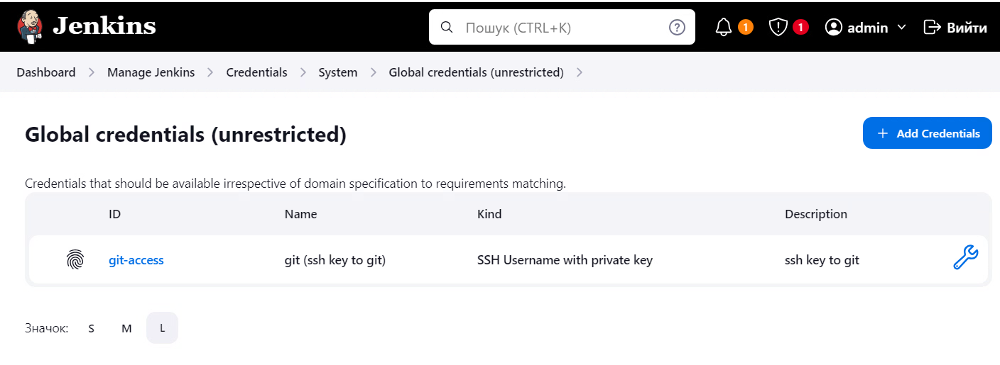 Jenkins Пошук (CTRL+K) ? 1 1 admin Вийти
Dashboard Manage Jenkins Credentials System Global credentials (unrestricted)
Global credentials (unrestricted) + Add Credentials
Credentials that should be available irrespective of domain specification to requirements matching.
ID Name Kind Description
git-access git (ssh key to git) SSH Username with private key ssh key to git
Значок: S M L